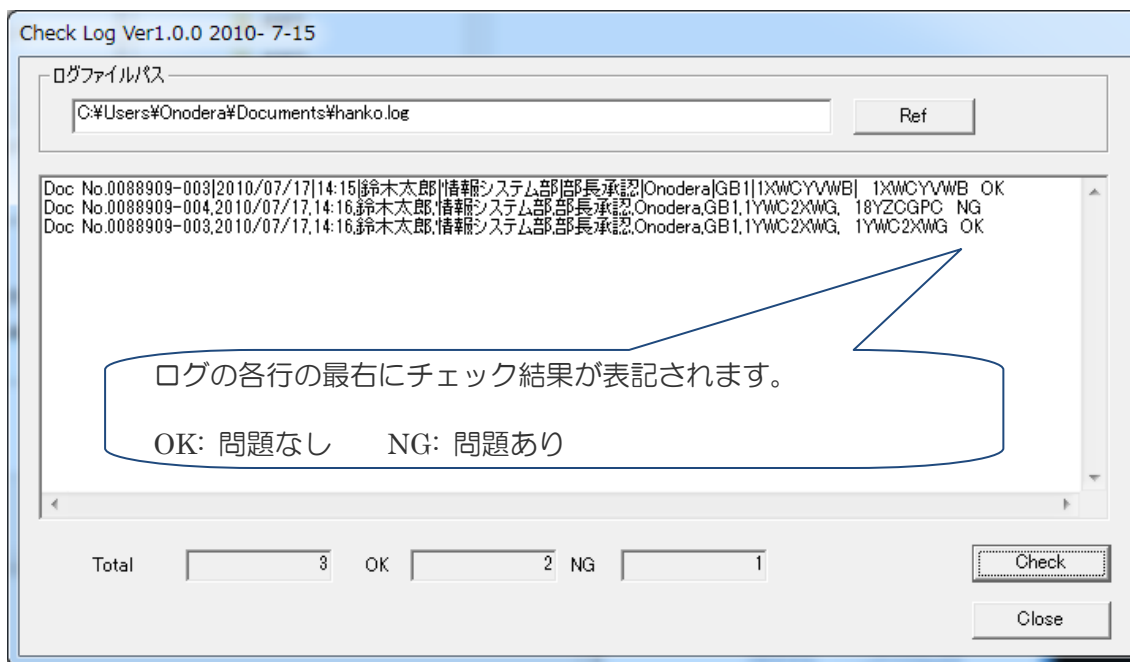 Check Log Ver1.0.0 2010- 7-15
ログファイルパス
C:¥Users¥Onodera¥Documents¥hanko.log
Ref
Doc No.0088909-003|2010/07/17|14:15|鈴木太郎|情報システム部|部長承認|Onodera|GB1|1XWCYVWB| 1XWCYVWB OK
Doc No.0088909-004,2010/07/17,14:16,鈴木太郎,情報システム部,部長承認,Onodera,GB1,1YWC2XWG, 18YZCGPC NG
Doc No.0088909-003,2010/07/17,14:16,鈴木太郎,情報システム部,部長承認,Onodera,GB1,1YWC2XWG, 1YWC2XWG OK
ログの各行の最右にチェック結果が表記されます。
OK: 問題なし NG: 問題あり
Total 3 OK 2 NG 1
Check
Close